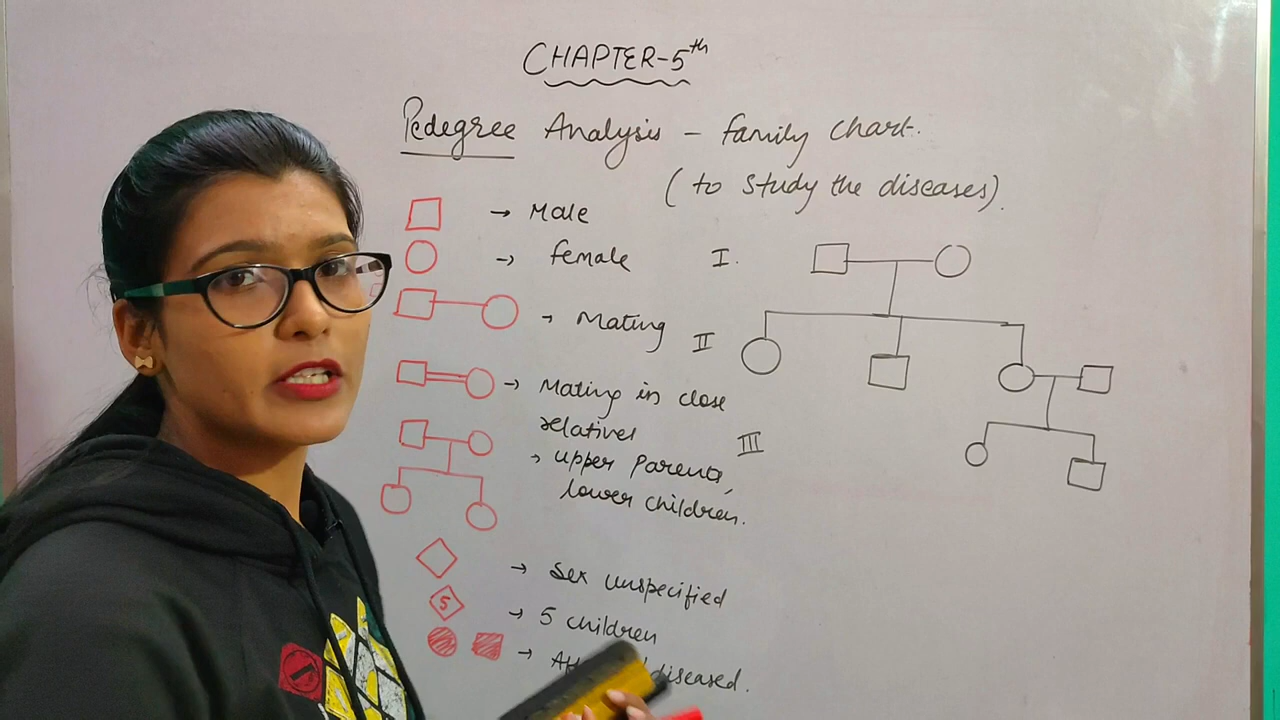 CHAPTER-5th
Pedegree Analysis - family chart.
(to study the diseases).
→ Male
→ female
→ Mating
→ Mating in close
relatives
→ upper parents,
lower children.
→ Sex unspecified
5 → 5 children
→ diseased.
I.
II
III